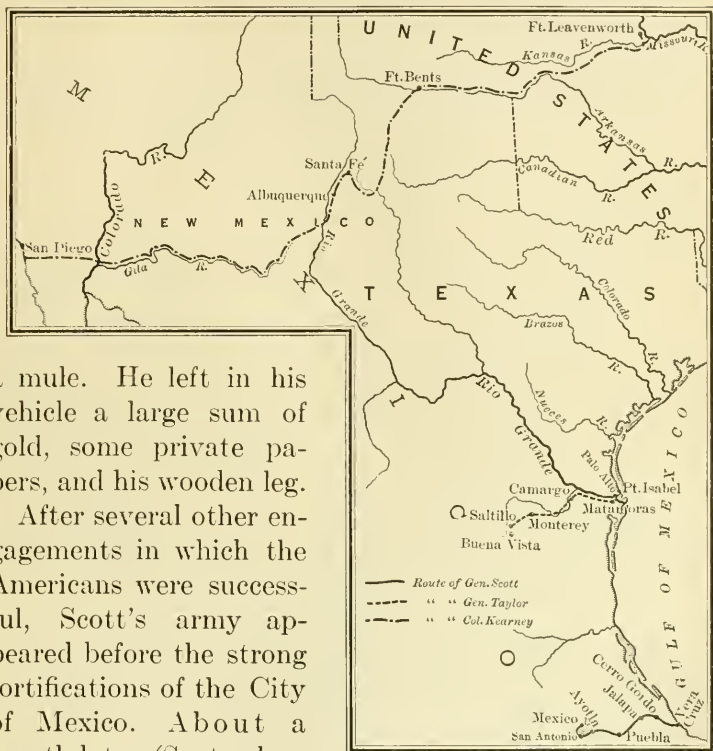 UNITED STATES
Ft. Leavenworth
Kansas R.
Missouri R.
Ft. Bents
Arkansas R.
MEXICO
Santa Fe
Canadian R.
Colorado R.
Albuquerque
NEW MEXICO
Red R.
San Diego
Gila R.
Rio Grande
TEXAS
Colorado R.
Brazos R.
Nueces R.
Rio Grande
Palo Alto
Camargo
Pt. Isabel
Matamoras
Saltillo
Monterey
Buena Vista
GULF OF MEXICO
Route of Gen. Scott
" " Gen. Taylor
" " Col. Kearney
Cerro Gordo
Jalapa
Vera Cruz
Ayotla
Mexico
San Antonio
Puebla
a mule. He left in his
vehicle a large sum of
gold, some private pa-
pers, and his wooden leg.
After several other en-
gagements in which the
Americans were success-
ful, Scott's army ap-
peared before the strong
fortifications of the City
of Mexico. About a